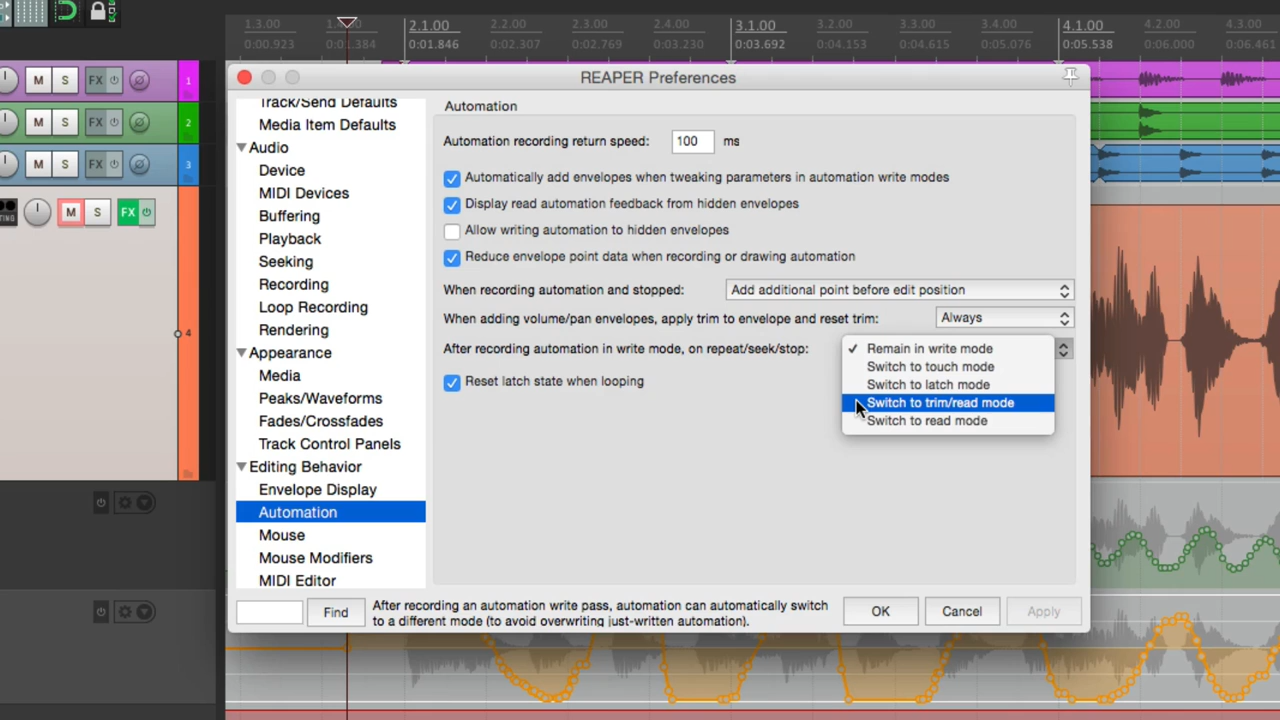 1.3.00
2.1.00
2.2.00
2.3.00
2.4.00
3.1.00
3.2.00
3.3.00
3.4.00
4.1.00
4.2.00
4.3.00
0:00.923
0:01.384
0:01.846
0:02.307
0:02.769
0:03.230
0:03.692
0:04.153
0:04.615
0:05.076
0:05.538
0:06.000
0:06.461
REAPER Preferences
M S FX 1
M S FX 2
M S FX 3
M S FX
4
Track/Send Defaults
Media Item Defaults
Audio
Device
MIDI Devices
Buffering
Playback
Seeking
Recording
Loop Recording
Rendering
Appearance
Media
Peaks/Waveforms
Fades/Crossfades
Track Control Panels
Editing Behavior
Envelope Display
Automation
Mouse
Mouse Modifiers
MIDI Editor
Automation
Automation recording return speed: 100 ms
Automatically add envelopes when tweaking parameters in automation write modes
Display read automation feedback from hidden envelopes
Allow writing automation to hidden envelopes
Reduce envelope point data when recording or drawing automation
When recording automation and stopped: Add additional point before edit position
When adding volume/pan envelopes, apply trim to envelope and reset trim: Always
After recording automation in write mode, on repeat/seek/stop:
Remain in write mode
Switch to touch mode
Switch to latch mode
Switch to trim/read mode
Switch to read mode
Reset latch state when looping
Find
After recording an automation write pass, automation can automatically switch
to a different mode (to avoid overwriting just-written automation).
OK
Cancel
Apply